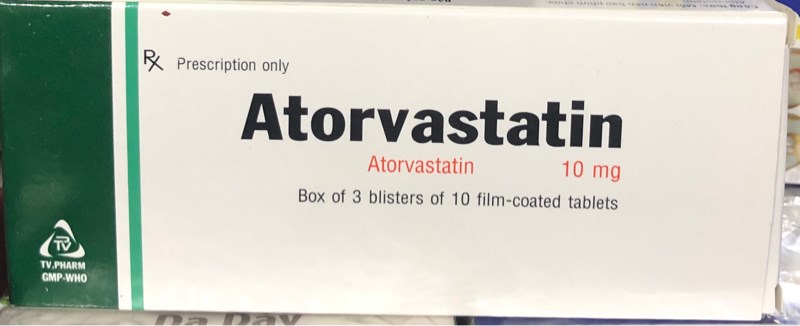 Rx Prescription only
Atorvastatin
Atorvastatin 10 mg
Box of 3 blisters of 10 film-coated tablets
TV
TV.PHARM
GMP-WHO